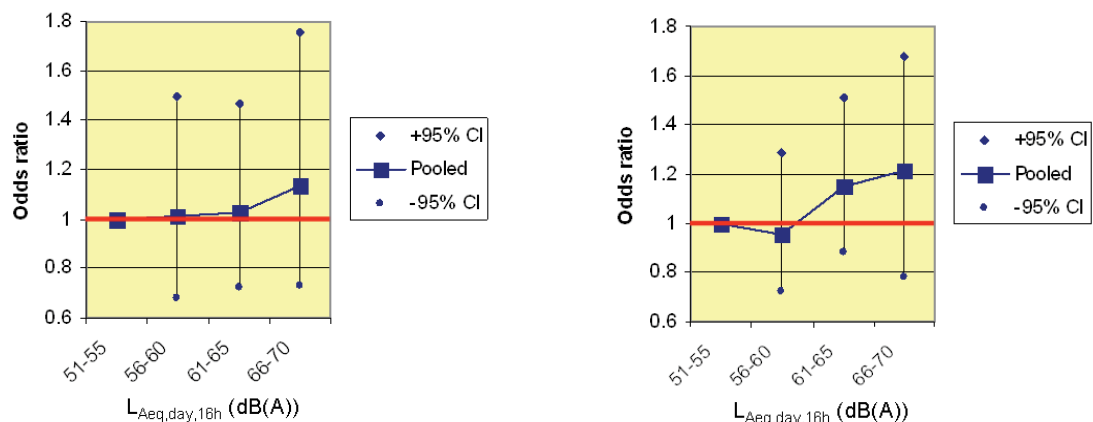 Odds ratio
1.8
1.6
1.4
1.2
1
0.8
0.6
51-55
56-60
61-65
66-70
LAeq,day,16h (dB(A))
+95% CI
Pooled
-95% CI
Odds ratio
1.8
1.6
1.4
1.2
1
0.8
0.6
51-55
56-60
61-65
66-70
LAeq,day,16h (dB(A))
+95% CI
Pooled
-95% CI